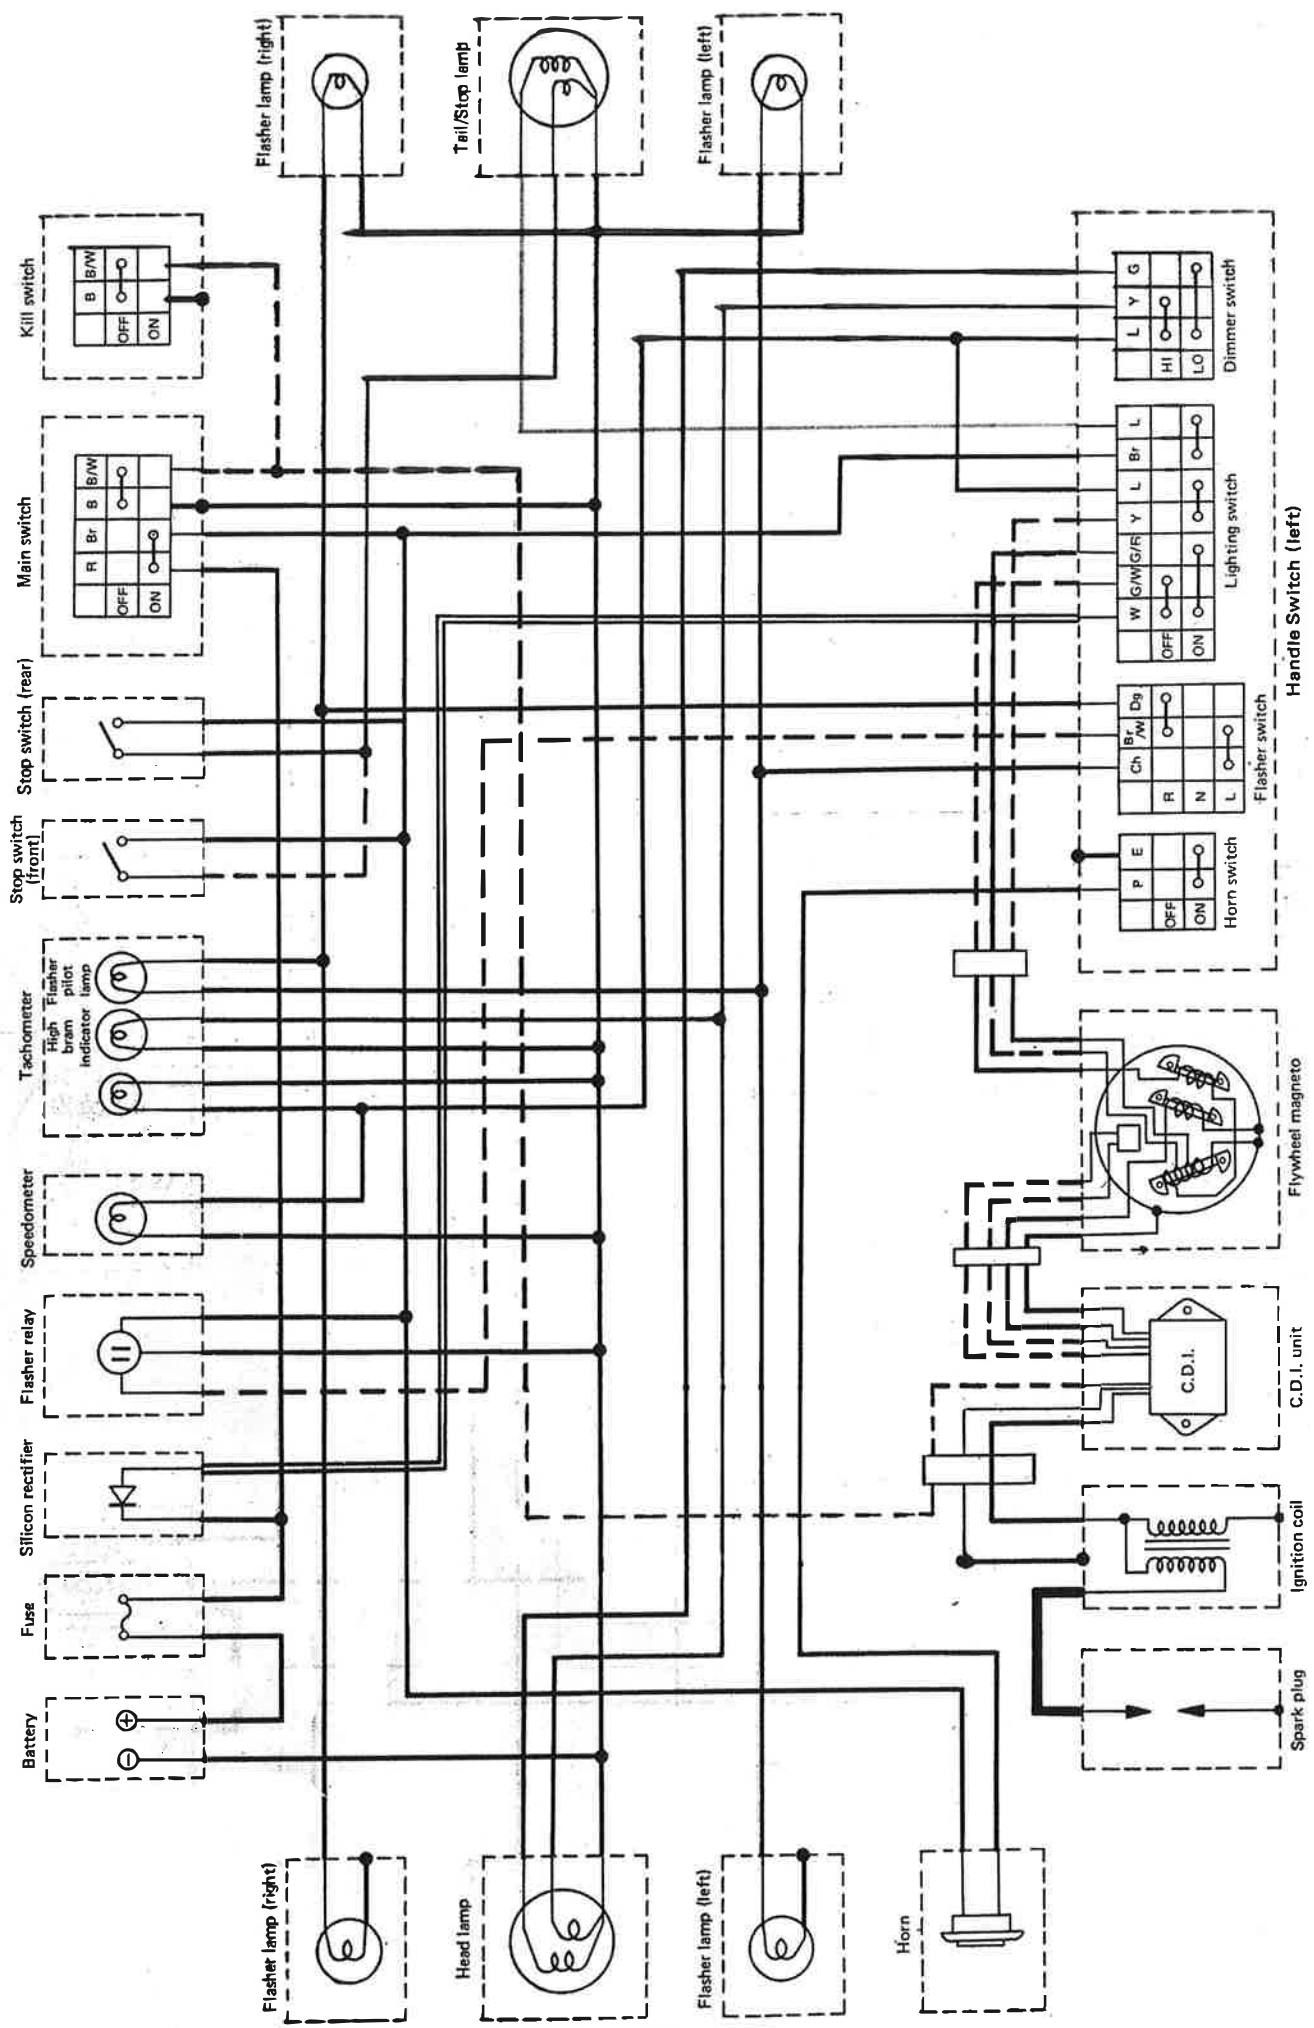 Battery
⊖ ⊕
Fuse
Silicon rectifier
Flasher relay
Speedometer
Tachometer
High
bram
indicator
Flasher
pilot
lamp
Stop switch
(front)
Stop switch (rear)
Main switch
R Br B B/W
OFF
ON
Kill switch
B B/W
OFF
ON
Flasher lamp (right)
Head lamp
Flasher lamp (left)
Horn
Flasher lamp (right)
Tail/Stop lamp
Flasher lamp (left)
Spark plug
Ignition coil
C.D.I.
C.D.I. unit
Flywheel magneto
P E
OFF
ON
Horn switch
Ch Br/W Dg
R
N
L
Flasher switch
W G/W G/R Y L Br L
OFF
ON
Lighting switch
L Y G
HI
LO
Dimmer switch
Handle Switch (left)